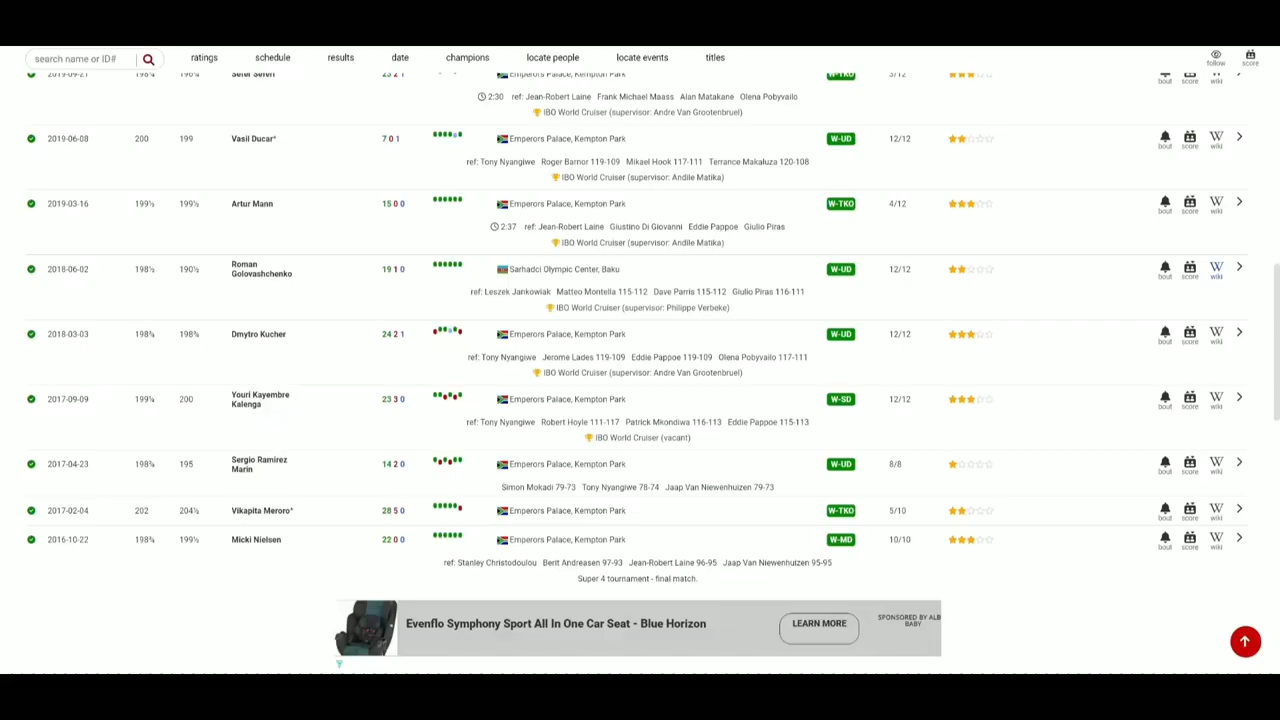 search name or ID# ratings schedule results date champions locate people locate events titles follow score
2019-09-21 198¾ Sefer Seferi 23 2 1 Emperors Palace, Kempton Park W-TKO 3/12 bout score wiki
2:30 ref: Jean-Robert Laine Frank Michael Maass Alan Matakane Olena Pobyvailo
IBO World Cruiser (supervisor: Andre Van Grootenbruel)
2019-06-08 200 199 Vasil Ducar* 7 0 1 Emperors Palace, Kempton Park W-UD 12/12 bout score wiki
ref: Tony Nyangiwe Roger Barnor 119-109 Mikael Hook 117-111 Terrance Makaluza 120-108
IBO World Cruiser (supervisor: Andile Matika)
2019-03-16 199½ 199½ Artur Mann 15 0 0 Emperors Palace, Kempton Park W-TKO 4/12 bout score wiki
2:37 ref: Jean-Robert Laine Giustino Di Giovanni Eddie Pappoe Giulio Piras
IBO World Cruiser (supervisor: Andile Matika)
2018-06-02 198½ 190½ Roman Golovashchenko 19 1 0 Sarhadci Olympic Center, Baku W-UD 12/12 bout score wiki
ref: Leszek Jankowiak Matteo Montella 115-112 Dave Parris 115-112 Giulio Piras 116-111
IBO World Cruiser (supervisor: Philippe Verbeke)
2018-03-03 198¾ 198¾ Dmytro Kucher 24 2 1 Emperors Palace, Kempton Park W-UD 12/12 bout score wiki
ref: Tony Nyangiwe Jerome Lades 119-109 Eddie Pappoe 119-109 Olena Pobyvailo 117-111
IBO World Cruiser (supervisor: Andre Van Grootenbruel)
2017-09-09 199¼ 200 Youri Kayembre Kalenga 23 3 0 Emperors Palace, Kempton Park W-SD 12/12 bout score wiki
ref: Tony Nyangiwe Robert Hoyle 111-117 Patrick Mkondiwa 116-113 Eddie Pappoe 115-113
IBO World Cruiser (vacant)
2017-04-23 198¾ 195 Sergio Ramirez Marin 14 2 0 Emperors Palace, Kempton Park W-UD 8/8 bout score wiki
Simon Mokadi 79-73 Tony Nyangiwe 78-74 Jaap Van Niewenhuizen 79-73
2017-02-04 202 204½ Vikapita Meroro* 28 5 0 Emperors Palace, Kempton Park W-TKO 5/10 bout score wiki
2016-10-22 198¾ 199½ Micki Nielsen 22 0 0 Emperors Palace, Kempton Park W-MD 10/10 bout score wiki
ref: Stanley Christodoulou Berit Andreasen 97-93 Jean-Robert Laine 96-95 Jaap Van Niewenhuizen 95-95
Super 4 tournament - final match.
Evenflo Symphony Sport All In One Car Seat - Blue Horizon LEARN MORE SPONSORED BY ALB BABY